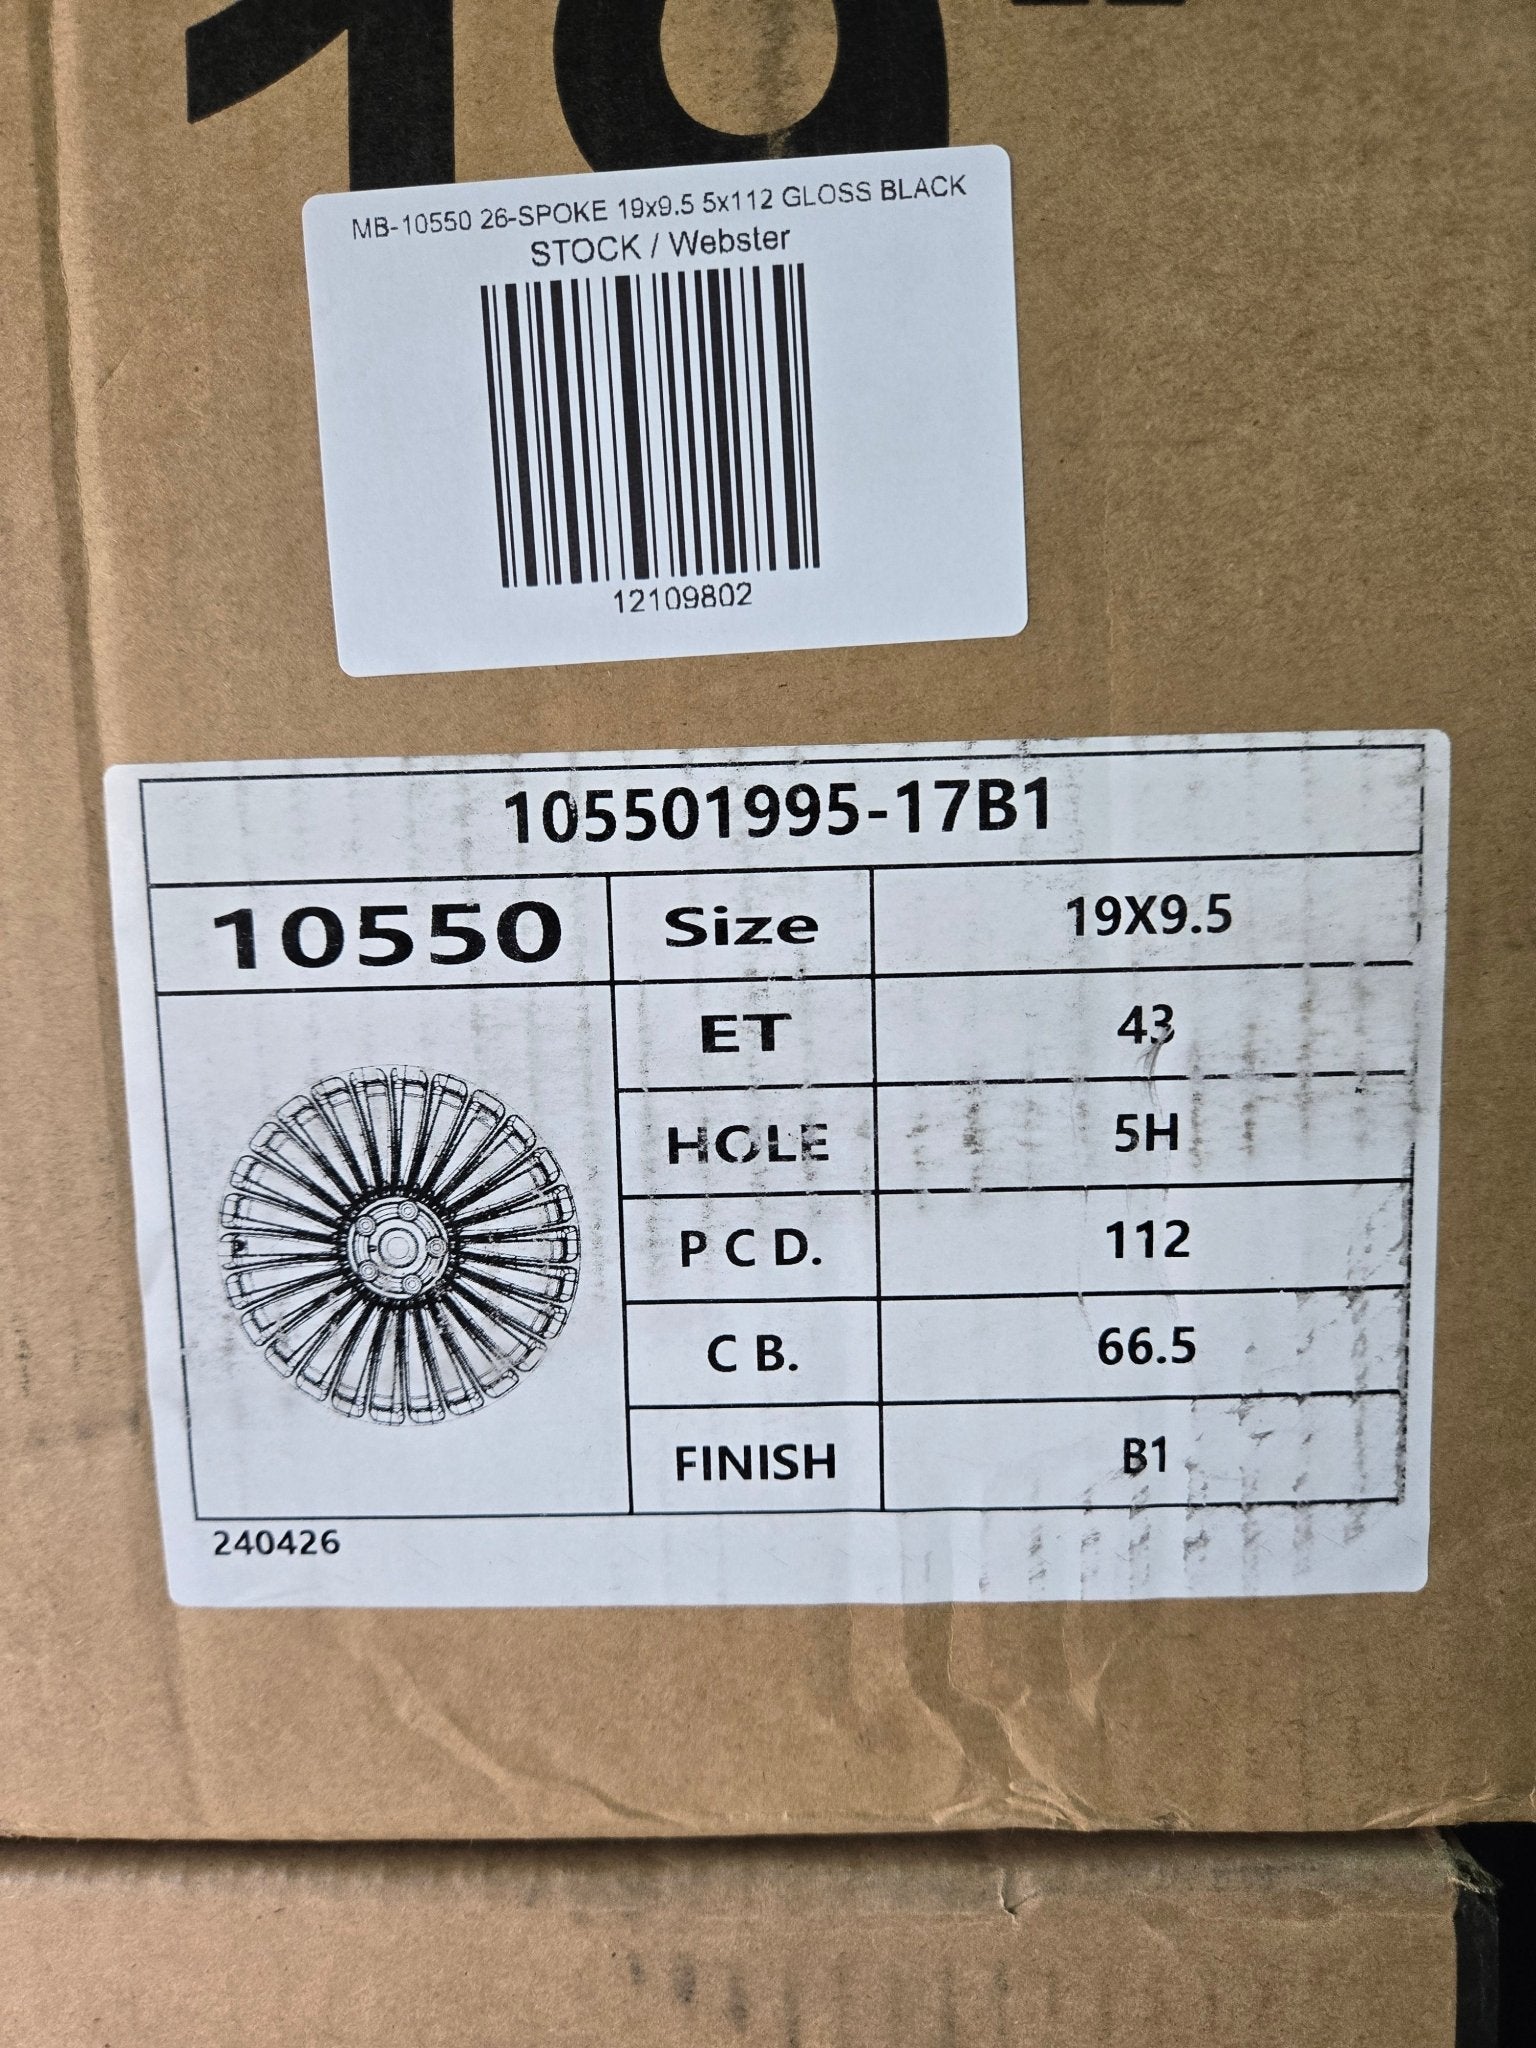 19"
MB-10550 26-SPOKE 19x9.5 5x112 GLOSS BLACK
STOCK / Webster
12109802
105501995-17B1
10550
Size 19X9.5
ET 43
HOLE 5H
P C D. 112
C B. 66.5
FINISH B1
240426